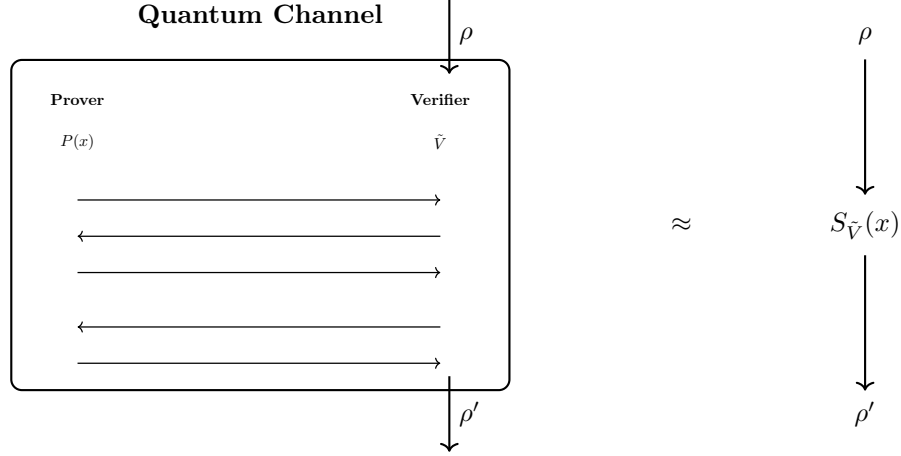 Quantum Channel
ρ ρ
Prover Verifier
P(x) Ṽ
≈ S_Ṽ(x)
ρ′ ρ′